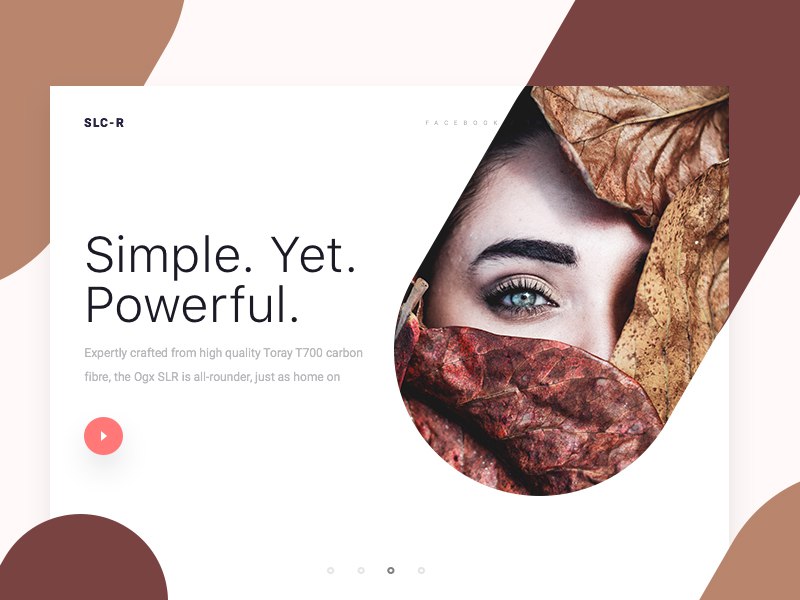 SLC-R
FACEBOOK
Simple. Yet.
Powerful.
Expertly crafted from high quality Toray T700 carbon
fibre, the Ogx SLR is all-rounder, just as home on